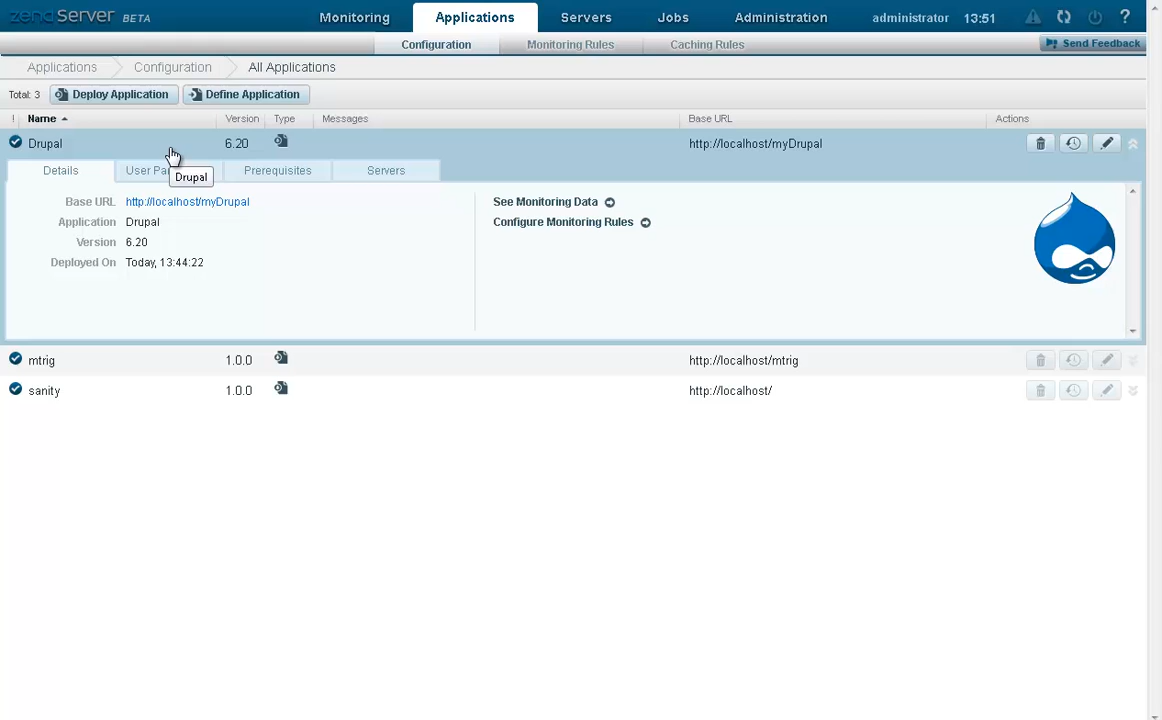 zend Server BETA
Monitoring Applications Servers Jobs Administration administrator 13:51 ?
Configuration Monitoring Rules Caching Rules Send Feedback
Applications Configuration All Applications
Total: 3 Deploy Application Define Application
! Name Version Type Messages Base URL Actions
Drupal 6.20 http://localhost/myDrupal
Details User Pa Prerequisites Servers
Drupal
Base URL http://localhost/myDrupal See Monitoring Data
Application Drupal Configure Monitoring Rules
Version 6.20
Deployed On Today, 13:44:22
mtrig 1.0.0 http://localhost/mtrig
sanity 1.0.0 http://localhost/